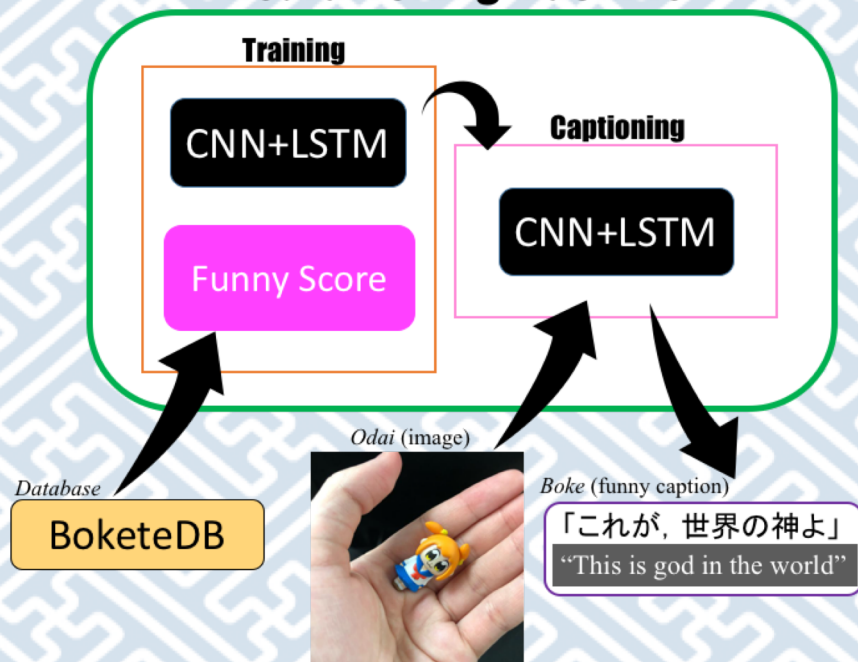 Training
CNN+LSTM
Funny Score
Captioning
CNN+LSTM
Odai (image)
Database
BoketeDB
Boke (funny caption)
「これが，世界の神よ」
“This is god in the world”